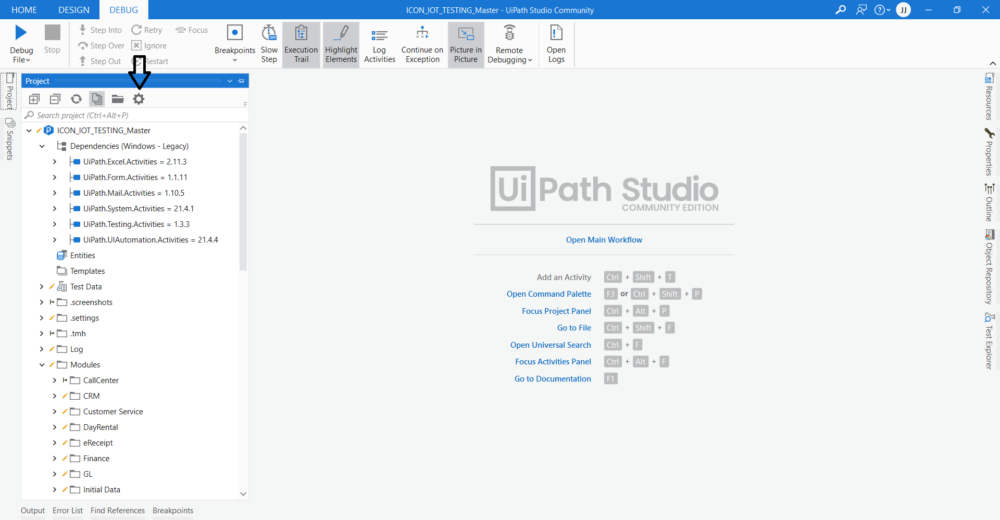 HOME DESIGN DEBUG
ICON_IOT_TESTING_Master - UiPath Studio Community
JJ
Debug
File
Stop
Step Into
Step Over
Step Out
Retry
Ignore
Restart
Focus
Breakpoints
OFF
Slow
Step
Execution
Trail
Highlight
Elements
Log
Activities
Continue on
Exception
Picture in
Picture
Remote
Debugging
Open
Logs
Project
Snippets
Project
Search project (Ctrl+Alt+P)
ICON_IOT_TESTING_Master
Dependencies (Windows - Legacy)
UiPath.Excel.Activities = 2.11.3
UiPath.Form.Activities = 1.1.11
UiPath.Mail.Activities = 1.10.5
UiPath.System.Activities = 21.4.1
UiPath.Testing.Activities = 1.3.3
UiPath.UIAutomation.Activities = 21.4.4
Entities
Templates
Test Data
.screenshots
.settings
.tmh
Log
Modules
CallCenter
CRM
Customer Service
DayRental
eReceipt
Finance
GL
Initial Data
UiPath Studio
COMMUNITY EDITION
Open Main Workflow
Add an Activity Ctrl + Shift + T
Open Command Palette F3 or Ctrl + Shift + P
Focus Project Panel Ctrl + Alt + P
Go to File Ctrl + Shift + F
Open Universal Search Ctrl + F
Focus Activities Panel Ctrl + Alt + F
Go to Documentation F1
Resources
Properties
Outline
Object Repository
Test Explorer
Output Error List Find References Breakpoints